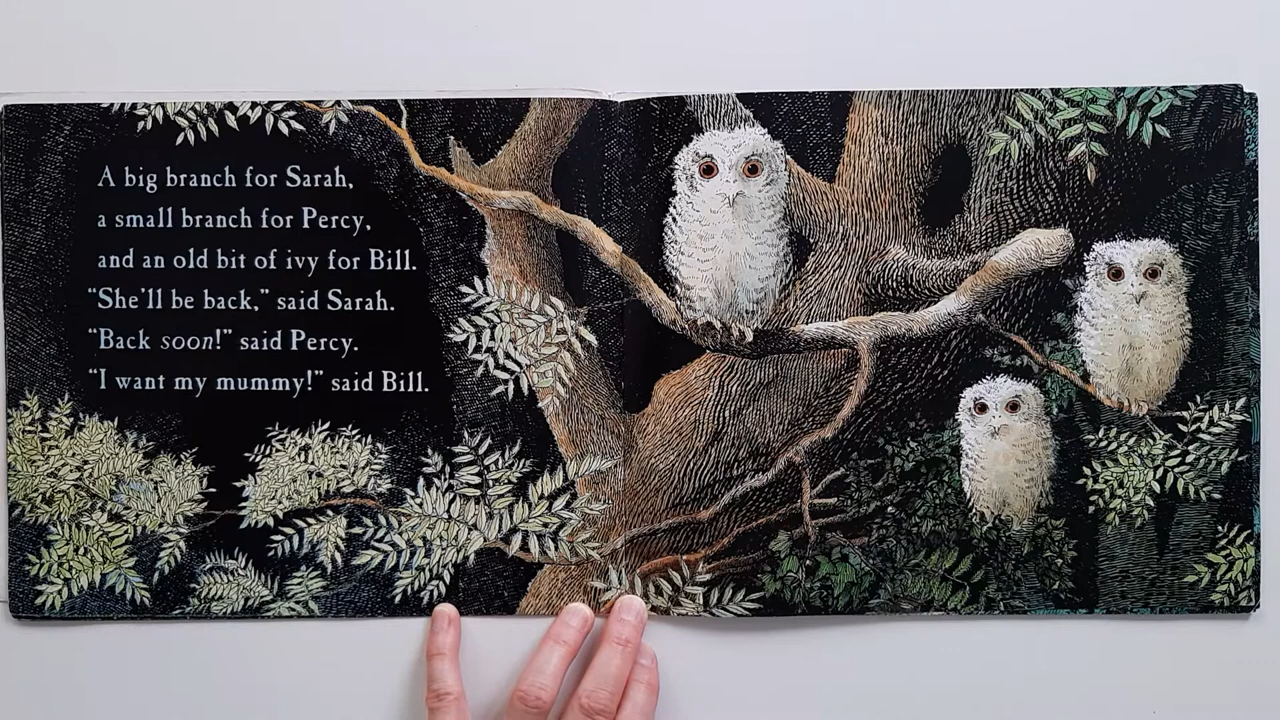 A big branch for Sarah,
a small branch for Percy,
and an old bit of ivy for Bill.
“She’ll be back,” said Sarah.
“Back soon!” said Percy.
“I want my mummy!” said Bill.